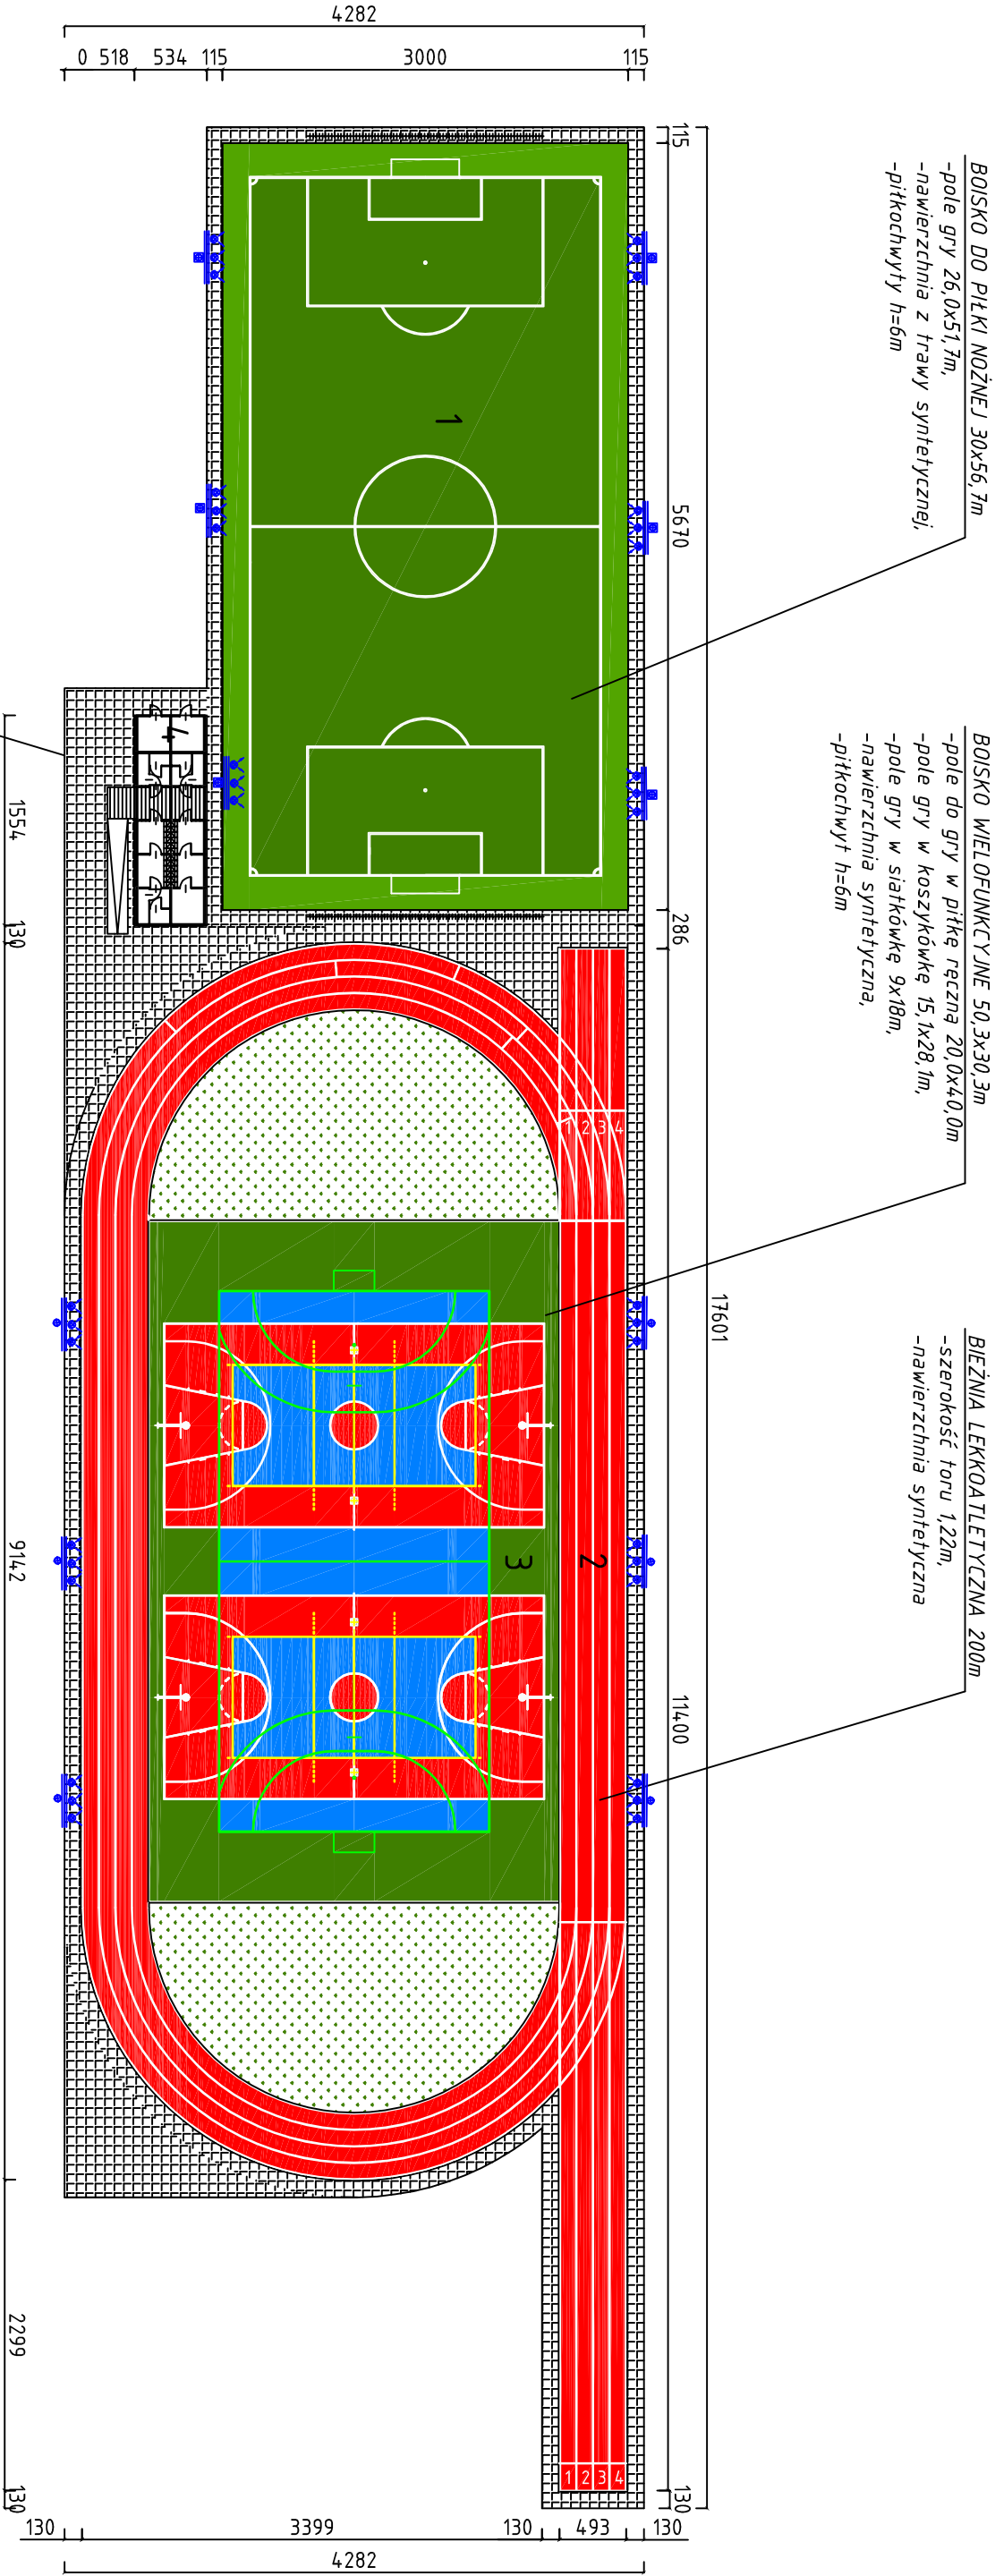 4282
0 518 534 115 3000 115
BOISKO DO PIŁKI NOŻNEJ 30x56,7m
-pole gry 26,0x51,7m,
-nawierzchnia z trawy syntetycznej,
-piłkochwyty h=6m
BOISKO WIELOFUNKCYJNE 50,3x30,3m
-pole do gry w piłkę ręczną 20,0x40,0m
-pole gry w koszykówkę 15,1x28,1m,
-pole gry w siatkówkę 9x18m,
-nawierzchnia syntetyczna,
-piłkochwyt h=6m
BIEŻNIA LEKKOATLETYCZNA 200m
-szerokość toru 1,22m,
-nawierzchnia syntetyczna
17601
115 5670 286 11400 130
1
4
1 2 3 4
3 2
1 2 3 4
1554 130 9142 2299 130
130 3399 130 493 130
4282